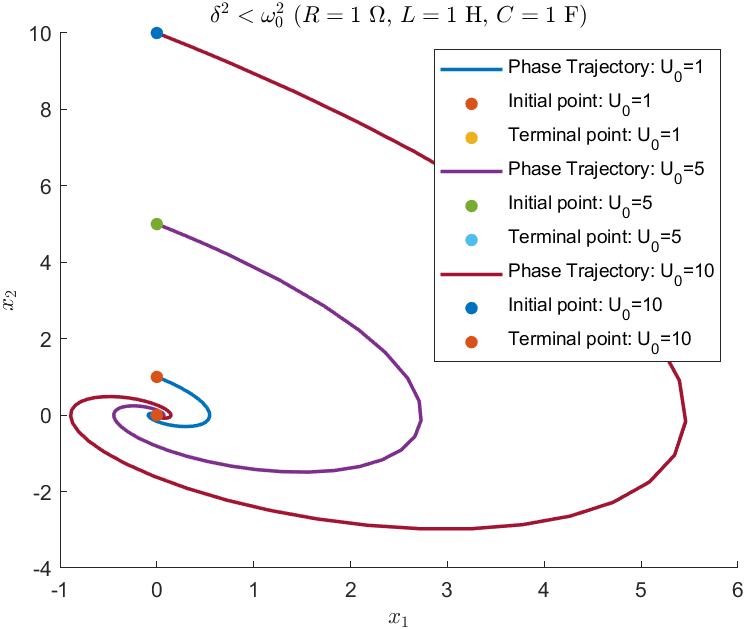 δ² < ω₀² (R = 1 Ω, L = 1 H, C = 1 F)
10
8
6
4
2
0
-2
-4
x₂
-1
0
1
2
3
4
5
6
x₁
Phase Trajectory: U₀=1
Initial point: U₀=1
Terminal point: U₀=1
Phase Trajectory: U₀=5
Initial point: U₀=5
Terminal point: U₀=5
Phase Trajectory: U₀=10
Initial point: U₀=10
Terminal point: U₀=10